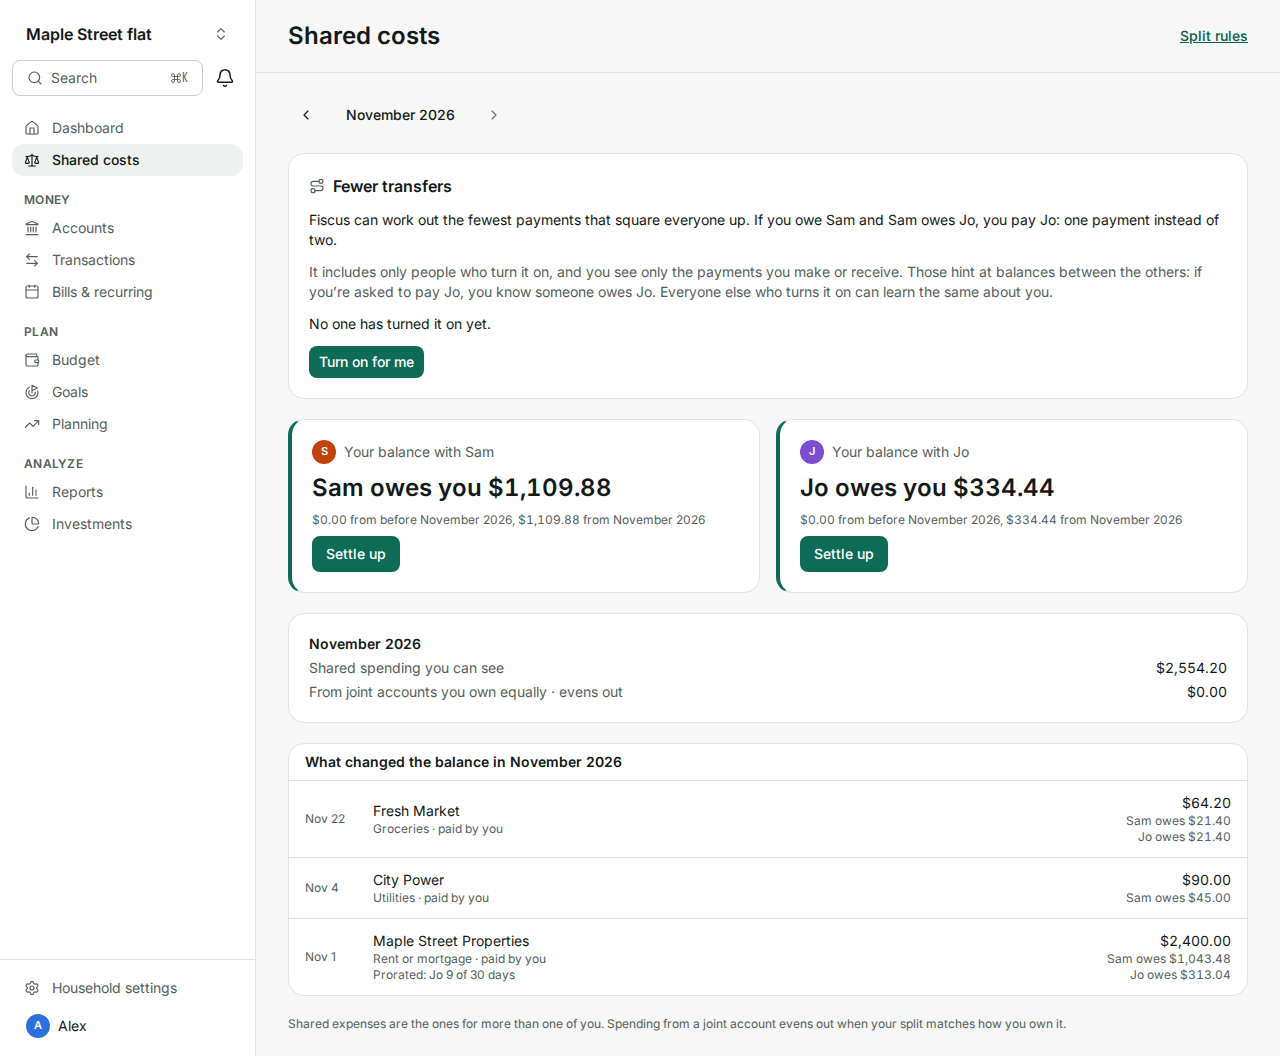 Maple Street flat
Search ⌘K
Dashboard
Shared costs
MONEY
Accounts
Transactions
Bills & recurring
PLAN
Budget
Goals
Planning
ANALYZE
Reports
Investments
Household settings
A Alex
Shared costs
Split rules
November 2026
Fewer transfers
Fiscus can work out the fewest payments that square everyone up. If you owe Sam and Sam owes Jo, you pay Jo: one payment instead of
two.
It includes only people who turn it on, and you see only the payments you make or receive. Those hint at balances between the others: if
you’re asked to pay Jo, you know someone owes Jo. Everyone else who turns it on can learn the same about you.
No one has turned it on yet.
Turn on for me
S Your balance with Sam
Sam owes you $1,109.88
$0.00 from before November 2026, $1,109.88 from November 2026
Settle up
J Your balance with Jo
Jo owes you $334.44
$0.00 from before November 2026, $334.44 from November 2026
Settle up
November 2026
Shared spending you can see $2,554.20
From joint accounts you own equally · evens out $0.00
What changed the balance in November 2026
Nov 22
Fresh Market
Groceries · paid by you
$64.20
Sam owes $21.40
Jo owes $21.40
Nov 4
City Power
Utilities · paid by you
$90.00
Sam owes $45.00
Nov 1
Maple Street Properties
Rent or mortgage · paid by you
Prorated: Jo 9 of 30 days
$2,400.00
Sam owes $1,043.48
Jo owes $313.04
Shared expenses are the ones for more than one of you. Spending from a joint account evens out when your split matches how you own it.